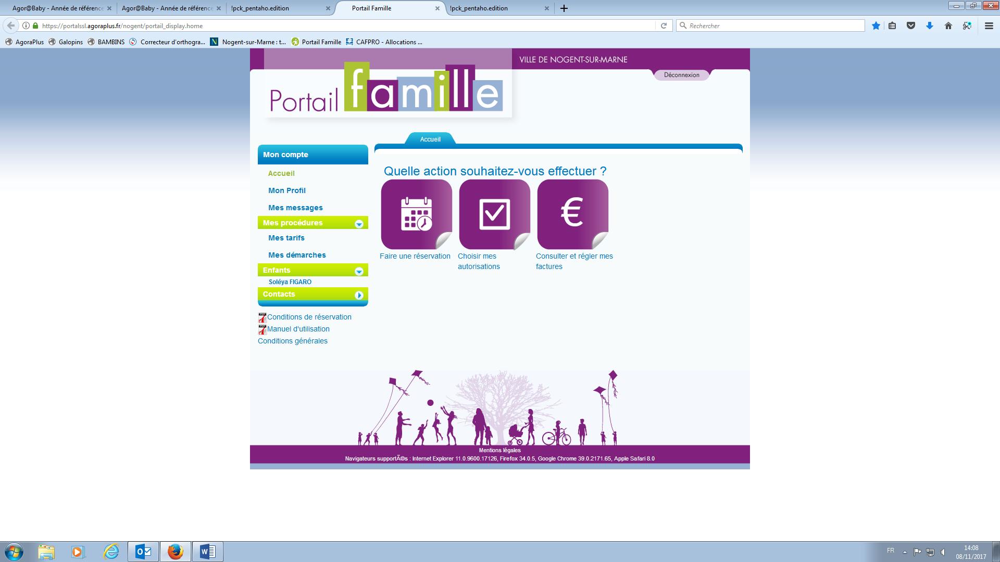 Agor@Baby - Année de référence
Agor@Baby - Année de référence
!pck_pentaho.edition
Portail Famille
!pck_pentaho.edition
https://portalssl.agoraplus.fr/nogent/portail_display.home
Rechercher
AgoraPlus
Galopins
BAMBINS
Correcteur d'orthogra...
Nogent-sur-Marne : t...
Portail Famille
CAFPRO - Allocations ...
VILLE DE NOGENT-SUR-MARNE
Déconnexion
Portail famille
Accueil
Mon compte
Accueil
Mon Profil
Mes messages
Mes procédures
Mes tarifs
Mes démarches
Enfants
Soléya FIGARO
Contacts
Conditions de réservation
Manuel d'utilisation
Conditions générales
Quelle action souhaitez-vous effectuer ?
€
Faire une réservation
Choisir mes
autorisations
Consulter et régler mes
factures
Mentions légales
Navigateurs supportÃ©s : Internet Explorer 11.0.9600.17126, Firefox 34.0.5, Google Chrome 39.0.2171.65, Apple Safari 8.0
FR
14:08
08/11/2017